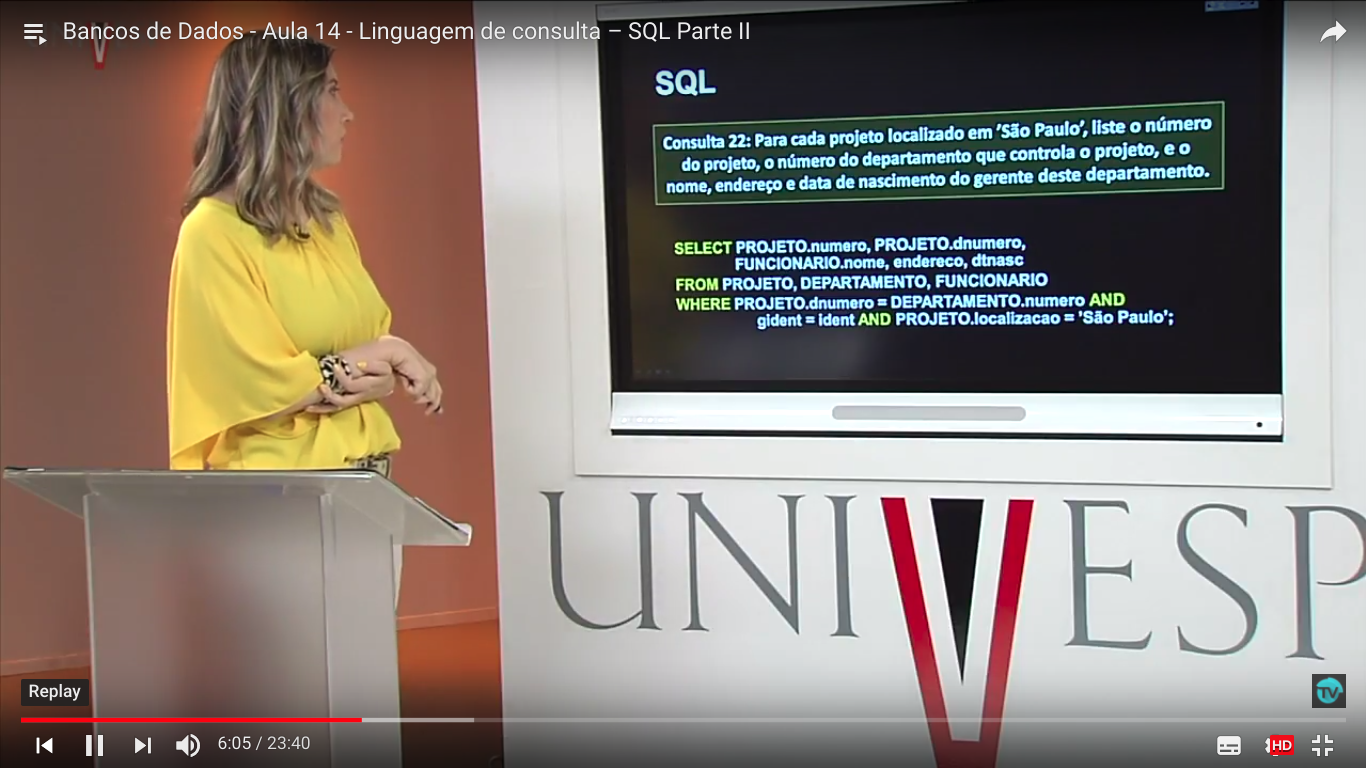 Bancos de Dados - Aula 14 - Linguagem de consulta – SQL Parte II
SQL
Consulta 22: Para cada projeto localizado em 'São Paulo', liste o número
do projeto, o número do departamento que controla o projeto, e o
nome, endereço e data de nascimento do gerente deste departamento.
SELECT PROJETO.numero, PROJETO.dnumero,
FUNCIONARIO.nome, endereco, dtnasc
FROM PROJETO, DEPARTAMENTO, FUNCIONARIO
WHERE PROJETO.dnumero = DEPARTAMENTO.numero AND
gident = ident AND PROJETO.localizacao = 'São Paulo';
UNIVESP
Replay
TV
6:05 / 23:40
HD